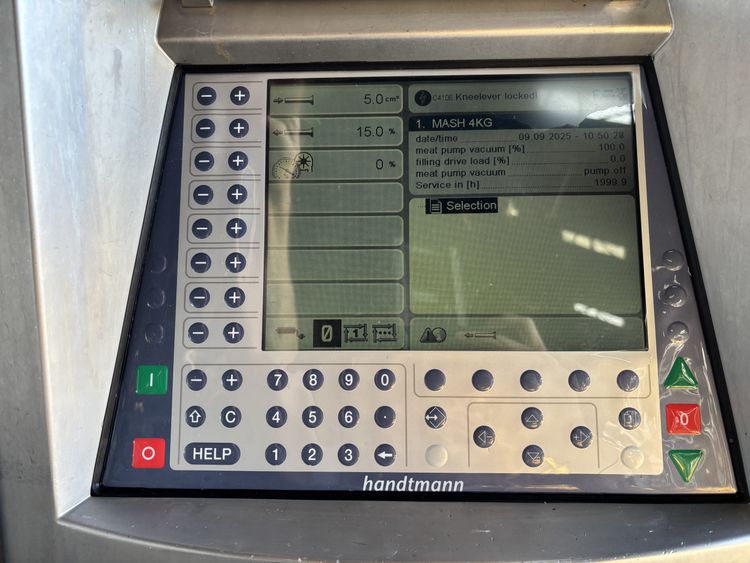 5.0 cm³
15.0 %
0 %
C4106 Kneelever locked!
1. MASH 4KG
date/time 09.09.2025 - 10:50:28
meat pump vacuum [%] 100.0
filling drive load [%] 0.0
meat pump vacuum pump off
Service in [h] 1999.9
Selection
0 1
I
7 8 9 0
C 4 5 6 .
0
O HELP 1 2 3
handtmann